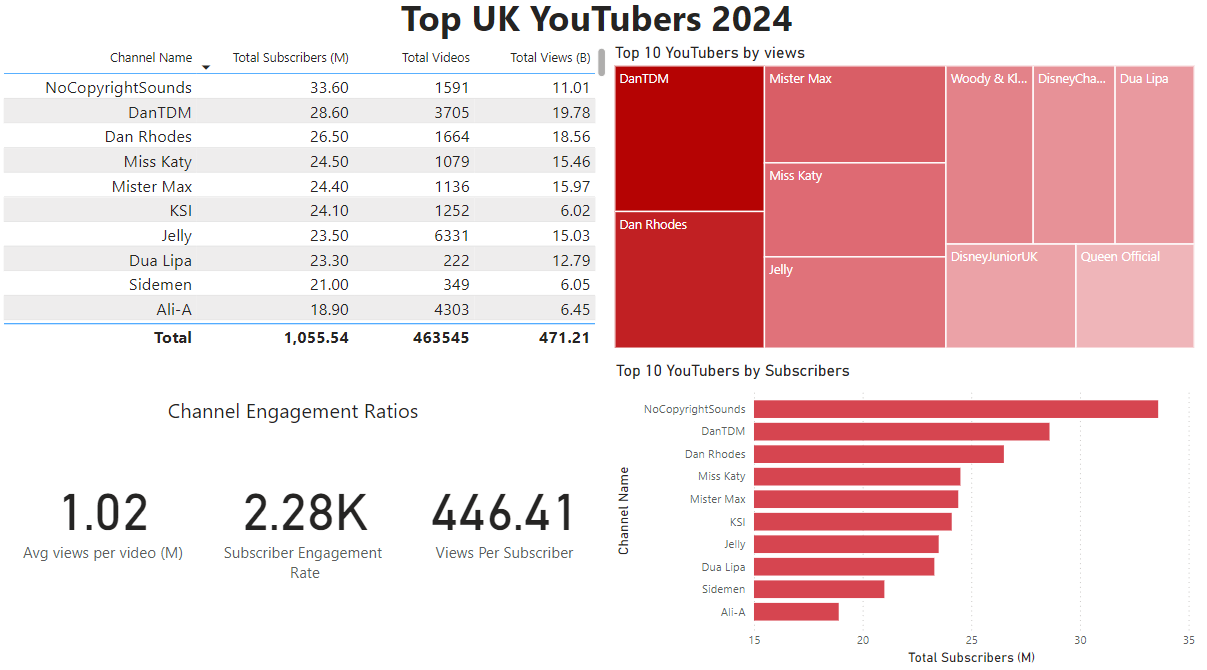 Top UK YouTubers 2024
Channel Name Total Subscribers (M) Total Videos Total Views (B)
NoCopyrightSounds 33.60 1591 11.01
DanTDM 28.60 3705 19.78
Dan Rhodes 26.50 1664 18.56
Miss Katy 24.50 1079 15.46
Mister Max 24.40 1136 15.97
KSI 24.10 1252 6.02
Jelly 23.50 6331 15.03
Dua Lipa 23.30 222 12.79
Sidemen 21.00 349 6.05
Ali-A 18.90 4303 6.45
Total 1,055.54 463545 471.21
Top 10 YouTubers by views
DanTDM
Mister Max
Woody & Kl...
DisneyCha...
Dua Lipa
Miss Katy
Dan Rhodes
Jelly
DisneyJuniorUK
Queen Official
Channel Engagement Ratios
1.02
Avg views per video (M)
2.28K
Subscriber Engagement
Rate
446.41
Views Per Subscriber
Top 10 YouTubers by Subscribers
Channel Name
NoCopyrightSounds
DanTDM
Dan Rhodes
Miss Katy
Mister Max
KSI
Jelly
Dua Lipa
Sidemen
Ali-A
15 20 25 30 35
Total Subscribers (M)